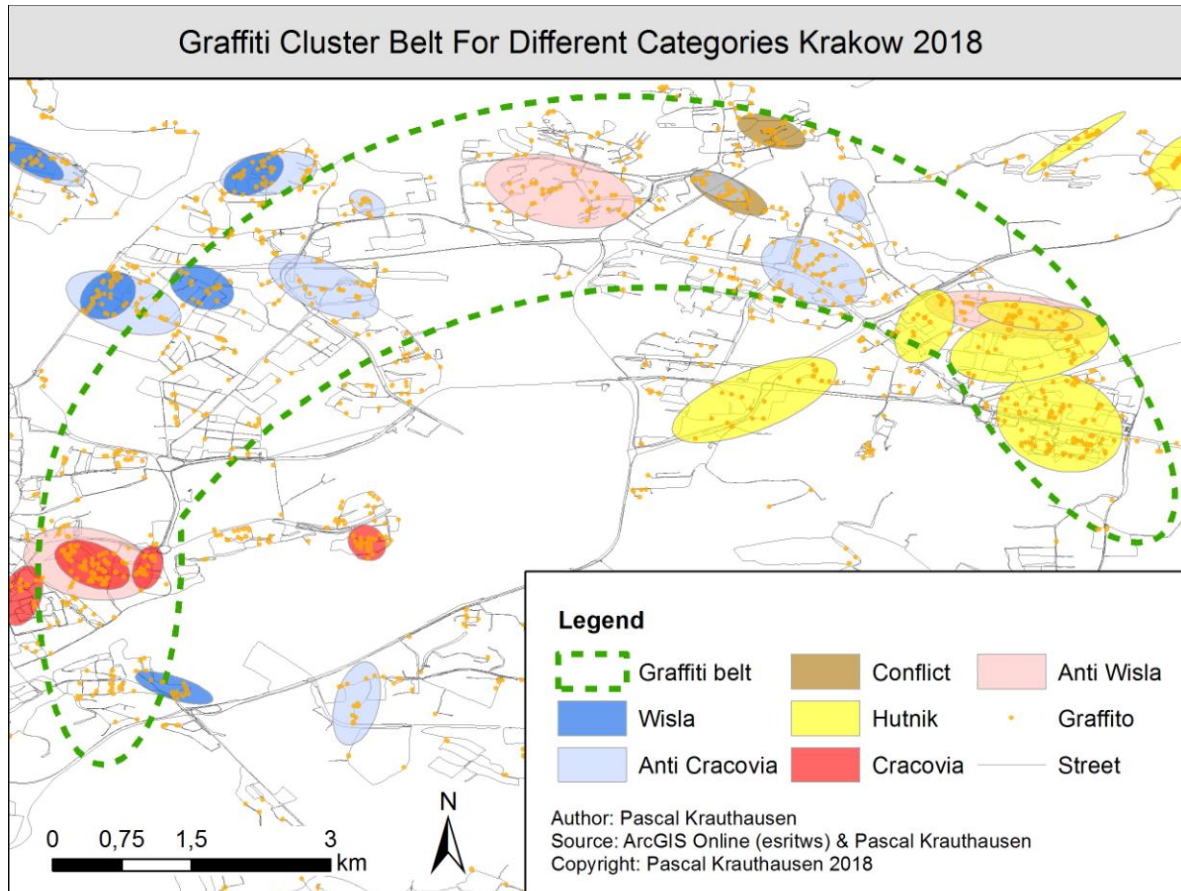 Graffiti Cluster Belt For Different Categories Krakow 2018
N
0 0,75 1,5 3
km
Legend
Graffiti belt Conflict Anti Wisla
Wisla Hutnik Graffito
Anti Cracovia Cracovia Street
Author: Pascal Krauthausen
Source: ArcGIS Online (esritws) & Pascal Krauthausen
Copyright: Pascal Krauthausen 2018